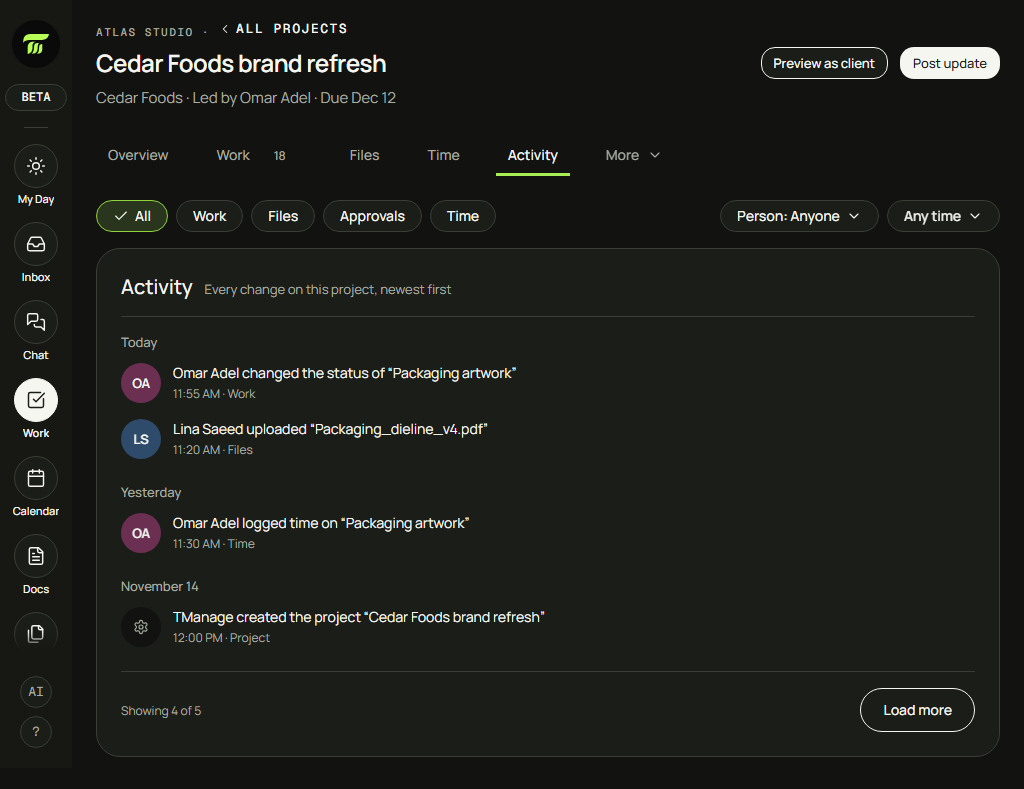 ATLAS STUDIO · ALL PROJECTS
Cedar Foods brand refresh
Cedar Foods · Led by Omar Adel · Due Dec 12
Preview as client
Post update
BETA
My Day
Inbox
Chat
Work
Calendar
Docs
AI
?
Overview
Work 18
Files
Time
Activity
More
All
Work
Files
Approvals
Time
Person: Anyone
Any time
Activity Every change on this project, newest first
Today
OA
Omar Adel changed the status of “Packaging artwork”
11:55 AM · Work
LS
Lina Saeed uploaded “Packaging_dieline_v4.pdf”
11:20 AM · Files
Yesterday
OA
Omar Adel logged time on “Packaging artwork”
11:30 AM · Time
November 14
TManage created the project “Cedar Foods brand refresh”
12:00 PM · Project
Showing 4 of 5
Load more